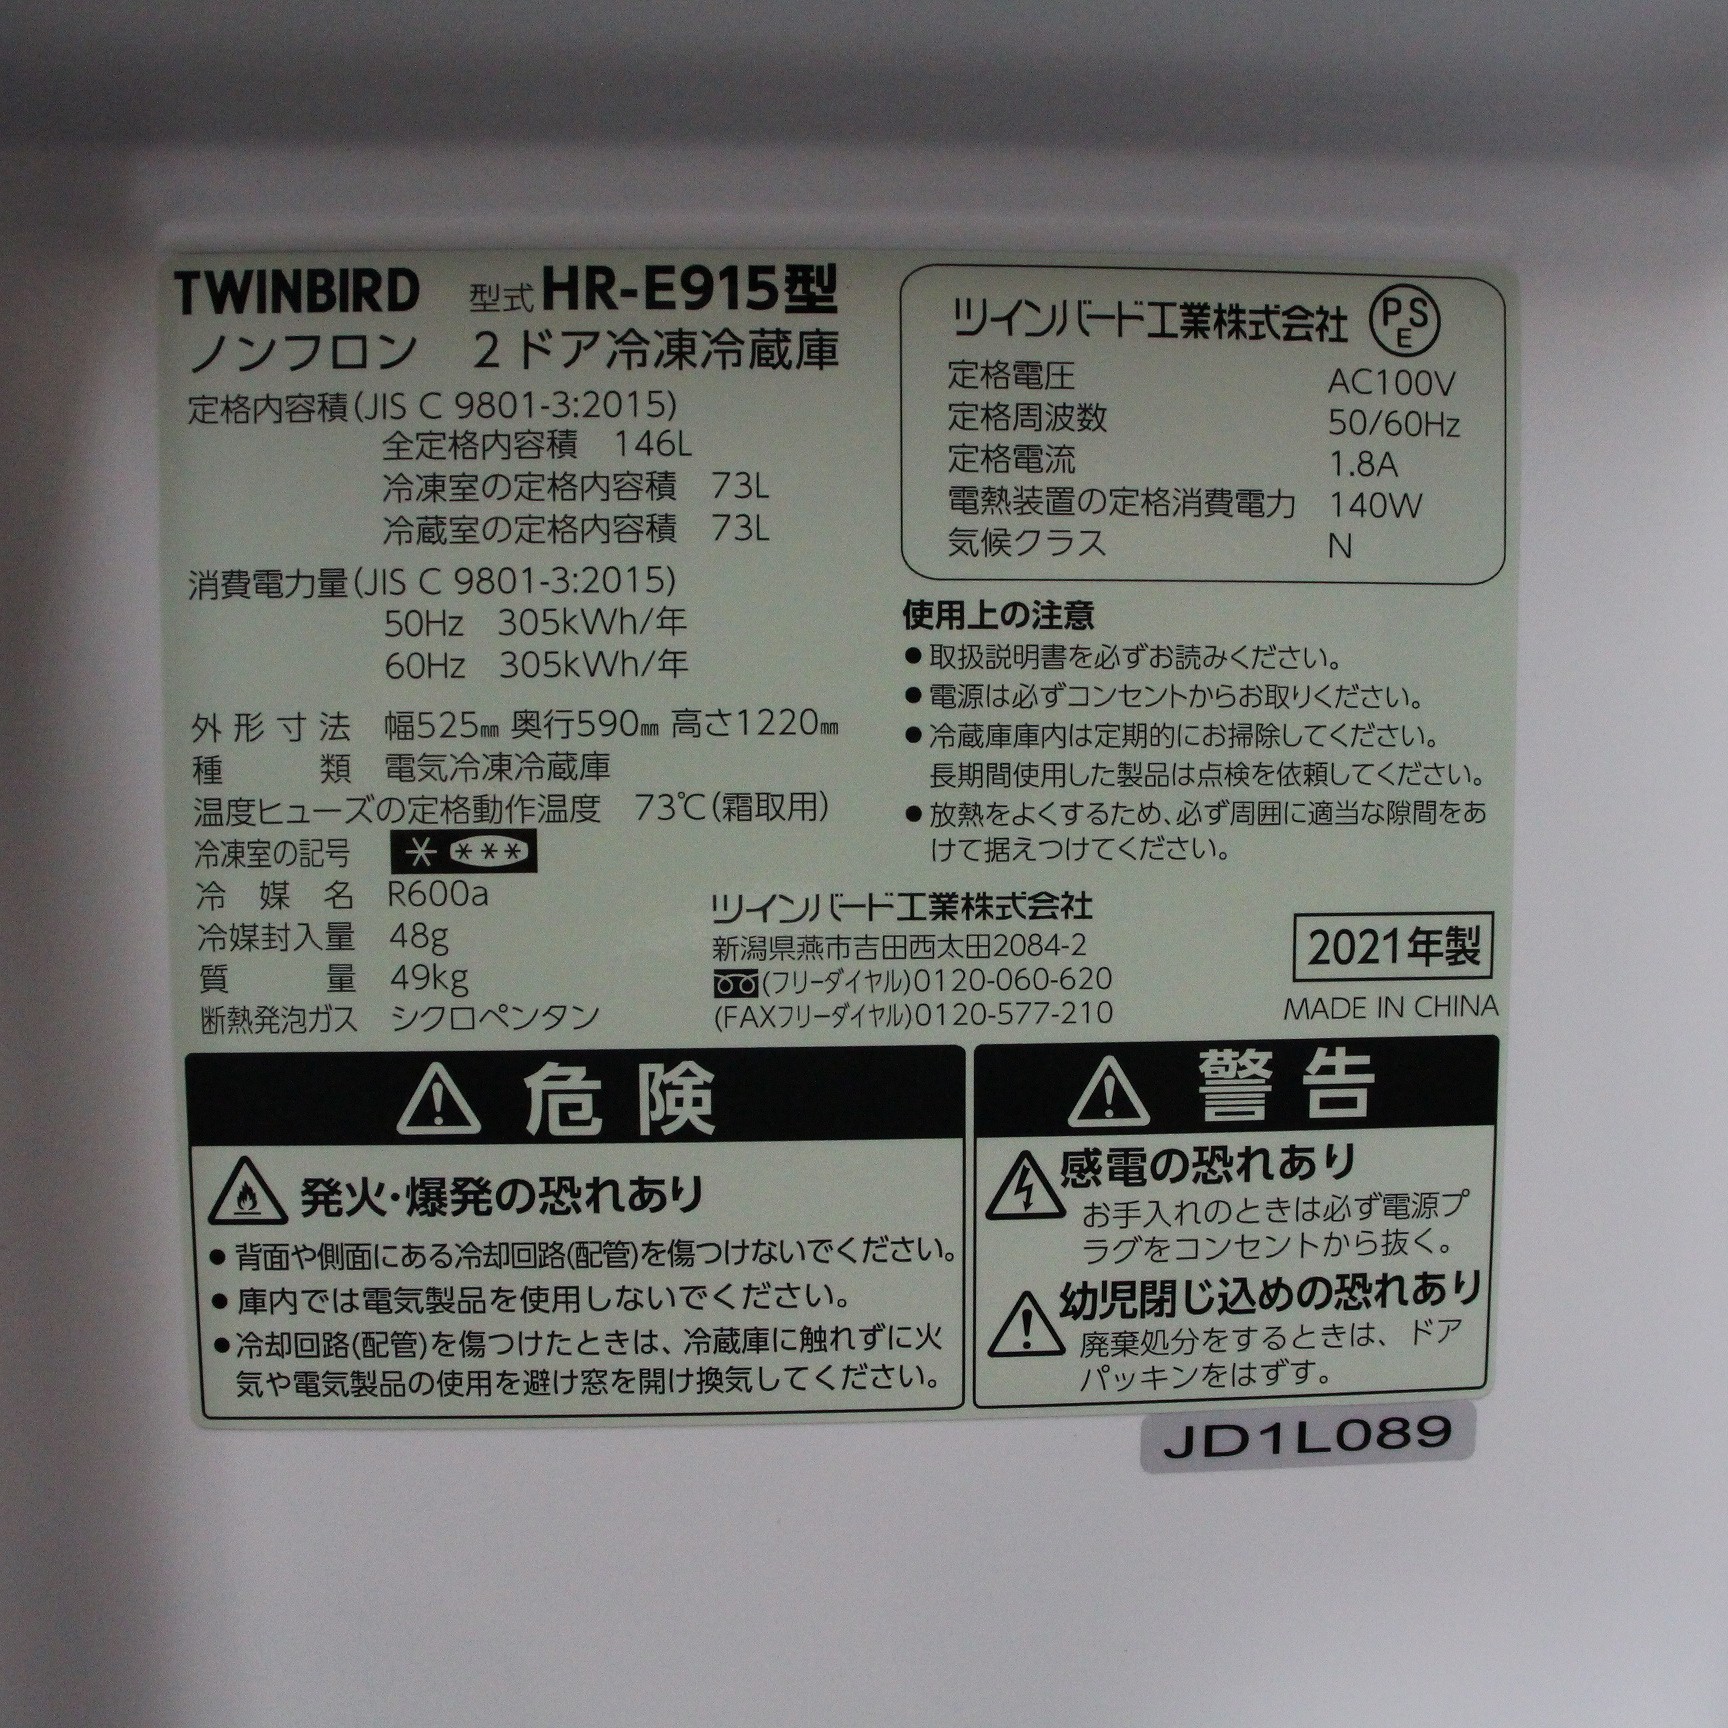 TWINBIRD 型式 HR-E915型
ノンフロン 2ドア冷凍冷蔵庫
定格内容積(JIS C 9801-3:2015)
全定格内容積 146L
冷凍室の定格内容積 73L
冷蔵室の定格内容積 73L
消費電力量(JIS C 9801-3:2015)
50Hz 305kWh/年
60Hz 305kWh/年
外形寸法 幅525㎜ 奥行590㎜ 高さ1220㎜
種類 電気冷凍冷蔵庫
温度ヒューズの定格動作温度 73℃(霜取用)
冷凍室の記号 * ***
冷媒名 R600a
冷媒封入量 48g
質量 49kg
断熱発泡ガス シクロペンタン
ツインバード工業株式会社 PSE
定格電圧 AC100V
定格周波数 50/60Hz
定格電流 1.8A
電熱装置の定格消費電力 140W
気候クラス N
使用上の注意
●取扱説明書を必ずお読みください。
●電源は必ずコンセントからお取りください。
●冷蔵庫庫内は定期的にお掃除してください。
長期間使用した製品は点検を依頼してください。
●放熱をよくするため、必ず周囲に適当な隙間をあ
けて据えつけてください。
ツインバード工業株式会社
新潟県燕市吉田西太田2084-2
(フリーダイヤル)0120-060-620
(FAXフリーダイヤル)0120-577-210
2021年製
MADE IN CHINA
危険
発火・爆発の恐れあり
●背面や側面にある冷却回路(配管)を傷つけないでください。
●庫内では電気製品を使用しないでください。
●冷却回路(配管)を傷つけたときは、冷蔵庫に触れずに火
気や電気製品の使用を避け窓を開け換気してください。
警告
感電の恐れあり
お手入れのときは必ず電源プ
ラグをコンセントから抜く。
幼児閉じ込めの恐れあり
廃棄処分をするときは、ドア
パッキンをはずす。
JD1L089